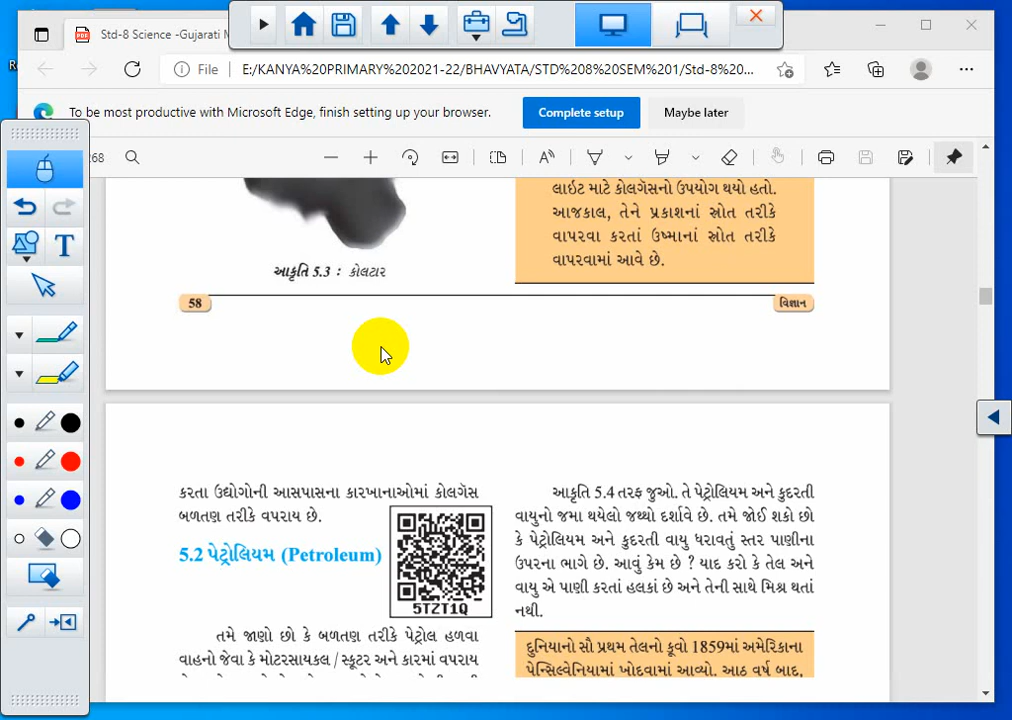 Std-8 Science -Gujarati M
File
E:/KANYA%20PRIMARY%202021-22/BHAVYATA/STD%208%20SEM%201/Std-8%20...
To be most productive with Microsoft Edge, finish setting up your browser.
Complete setup
Maybe later
68
T
લાઇટ માટે કોલગૅસનો ઉપયોગ થયો હતો.
આજકાલ, તેને પ્રકાશનાં સ્રોત તરીકે
વાપરવા કરતાં ઉષ્માનાં સ્રોત તરીકે
વાપરવામાં આવે છે.
આકૃતિ 5.3 : કોલટાર
58
વિજ્ઞાન
કરતા ઉદ્યોગોની આસપાસના કારખાનાઓમાં કોલગૅસ
બળતણ તરીકે વપરાય છે.
5.2 પેટ્રોલિયમ (Petroleum)
5TZT1Q
તમે જાણો છો કે બળતણ તરીકે પેટ્રોલ હળવા
વાહનો જેવા કે મોટરસાયકલ / સ્કૂટર અને કારમાં વપરાય
આકૃતિ 5.4 તરફ જુઓ. તે પેટ્રોલિયમ અને કુદરતી
વાયુનો જમા થયેલો જથ્થો દર્શાવે છે. તમે જોઈ શકો છો
કે પેટ્રોલિયમ અને કુદરતી વાયુ ધરાવતું સ્તર પાણીના
ઉપરના ભાગે છે. આવું કેમ છે ? યાદ કરો કે તેલ અને
વાયુ એ પાણી કરતાં હલકાં છે અને તેની સાથે મિશ્ર થતાં
નથી.
દુનિયાનો સૌ પ્રથમ તેલનો કૂવો 1859માં અમેરિકાના
પેન્સિલ્વેનિયામાં ખોદવામાં આવ્યો. આઠ વર્ષ બાદ,